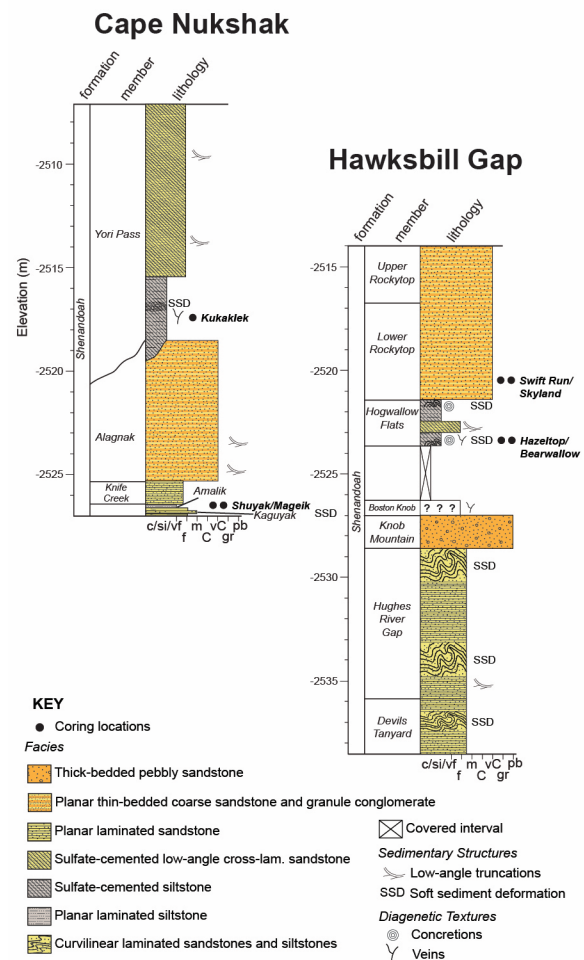 Cape Nukshak
formation
member
lithology
Elevation (m)
-2510
-2515
-2520
-2525
Shenandoah
Yori Pass
SSD
Kukaklek
Alagnak
Knife
Creek
Amalik
Shuyak/Mageik
Kaguyak
SSD
c/si/vf m vC pb
f C gr
Hawksbill Gap
formation
member
lithology
-2515
-2520
-2525
-2530
-2535
Shenandoah
Upper
Rockytop
Lower
Rockytop
Swift Run/
Skyland
Hogwallow
Flats
SSD
SSD
Hazeltop/
Bearwallow
Boston Knob
? ? ?
Knob
Mountain
SSD
Hughes
River
Gap
SSD
Devils
Tanyard
SSD
c/si/vf m vC pb
f C gr
KEY
Coring locations
Facies
Thick-bedded pebbly sandstone
Planar thin-bedded coarse sandstone and granule conglomerate
Planar laminated sandstone
Sulfate-cemented low-angle cross-lam. sandstone
Sulfate-cemented siltstone
Planar laminated siltstone
Curvilinear laminated sandstones and siltstones
Covered interval
Sedimentary Structures
Low-angle truncations
SSD Soft sediment deformation
Diagenetic Textures
Concretions
Veins